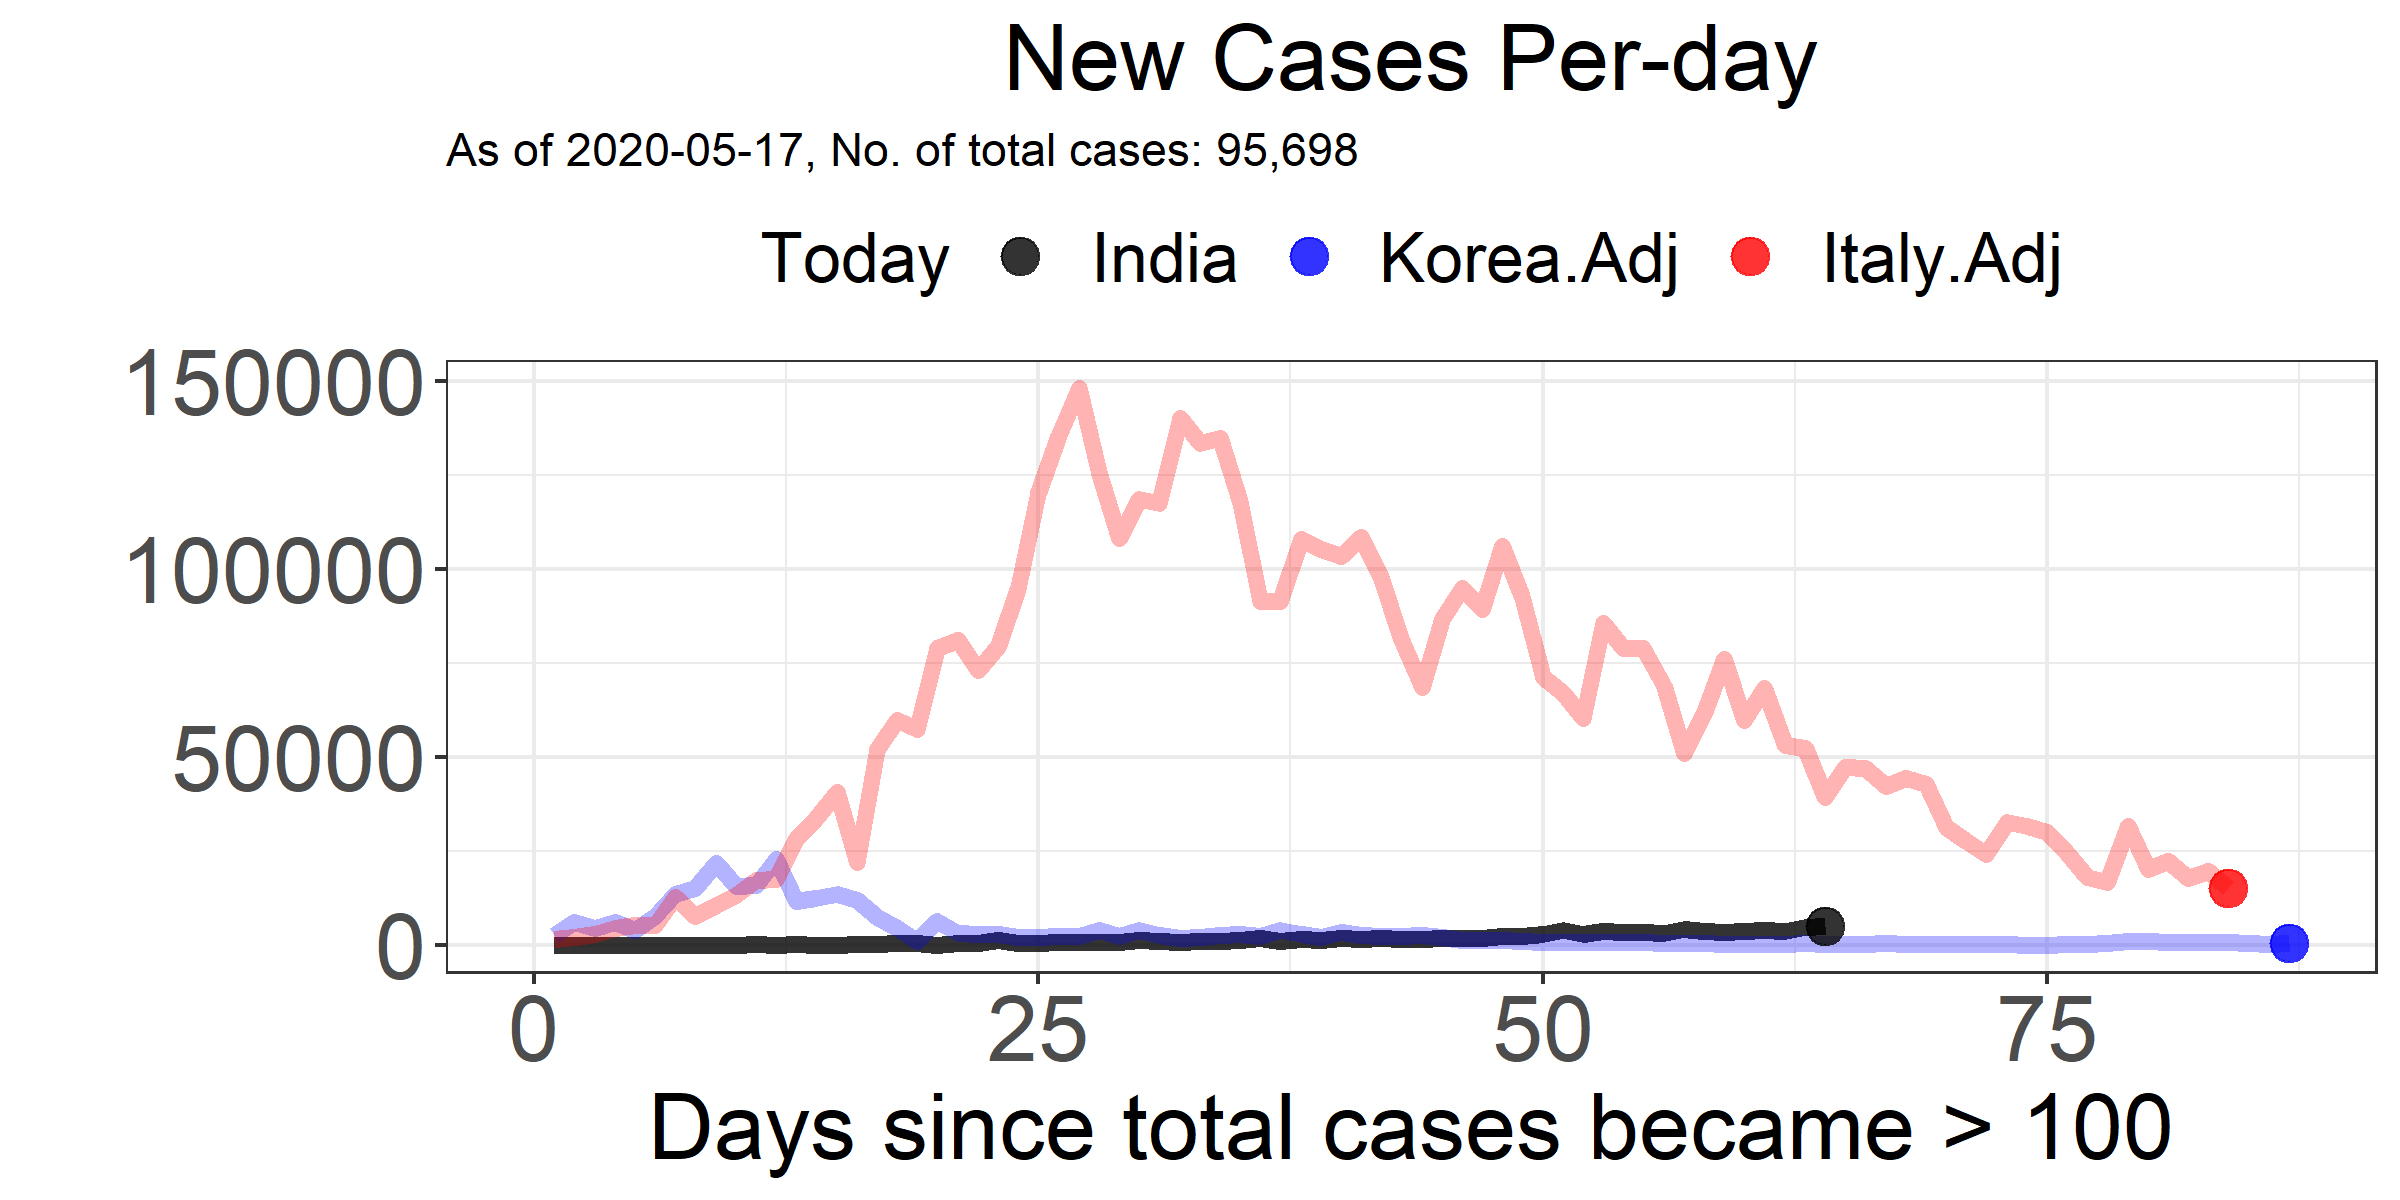 New Cases Per-day
As of 2020-05-17, No. of total cases: 95,698
Today India Korea.Adj Italy.Adj
150000
100000
50000
0
0 25 50 75
Days since total cases became > 100